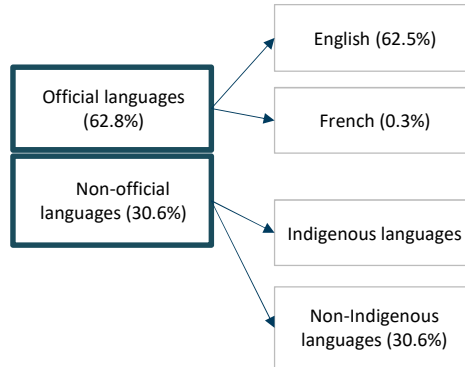 English (62.5%)
Official languages
(62.8%)
French (0.3%)
Non-official
languages (30.6%)
Indigenous languages
Non-Indigenous
languages (30.6%)